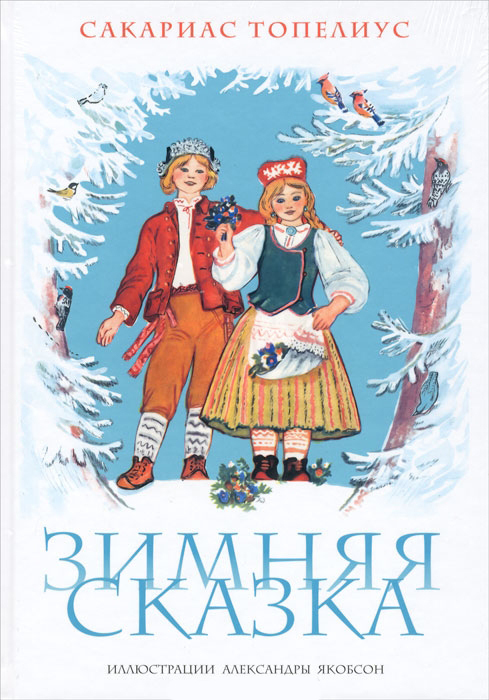 САКАРИАС ТОПЕЛИУС
ЗИМНЯЯ
СКАЗКА
ИЛЛЮСТРАЦИИ АЛЕКСАНДРЫ ЯКОБСОН